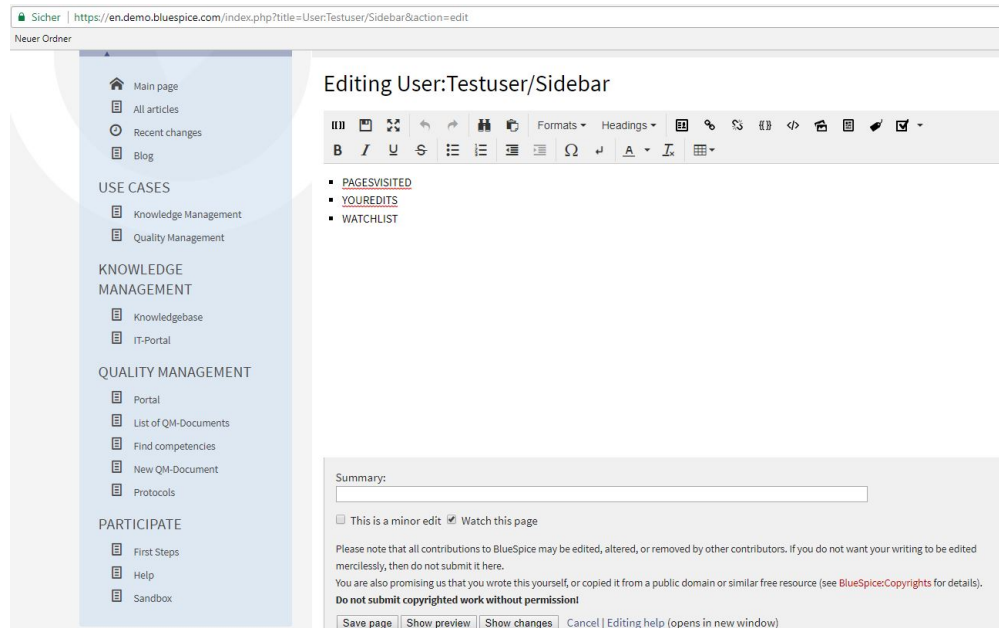 Sicher | https://en.demo.bluespice.com/index.php?title=User:Testuser/Sidebar&action=edit
Neuer Ordner
Main page
All articles
Recent changes
Blog
USE CASES
Knowledge Management
Quality Management
KNOWLEDGE
MANAGEMENT
Knowledgebase
IT-Portal
QUALITY MANAGEMENT
Portal
List of QM-Documents
Find competencies
New QM-Document
Protocols
PARTICIPATE
First Steps
Help
Sandbox
Editing User:Testuser/Sidebar
Formats Headings
B I U S Ω A Tx
PAGESVISITED
YOUREDITS
WATCHLIST
Summary:
This is a minor edit Watch this page
Please note that all contributions to BlueSpice may be edited, altered, or removed by other contributors. If you do not want your writing to be edited
mercilessly, then do not submit it here.
You are also promising us that you wrote this yourself, or copied it from a public domain or similar free resource (see BlueSpice:Copyrights for details).
Do not submit copyrighted work without permission!
Save page Show preview Show changes Cancel | Editing help (opens in new window)